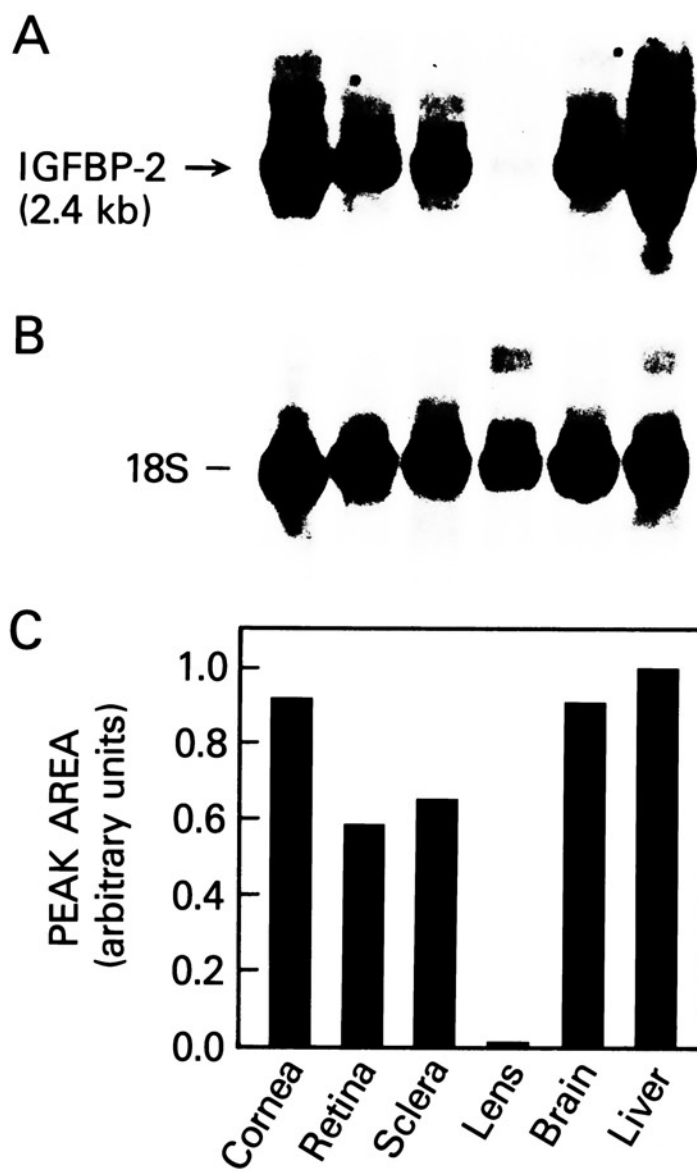 A
IGFBP-2 →
(2.4 kb)
B
18S –
C
PEAK AREA
(arbitrary units)
1.0
0.8
0.6
0.4
0.2
0.0
Cornea
Retina
Sclera
Lens
Brain
Liver